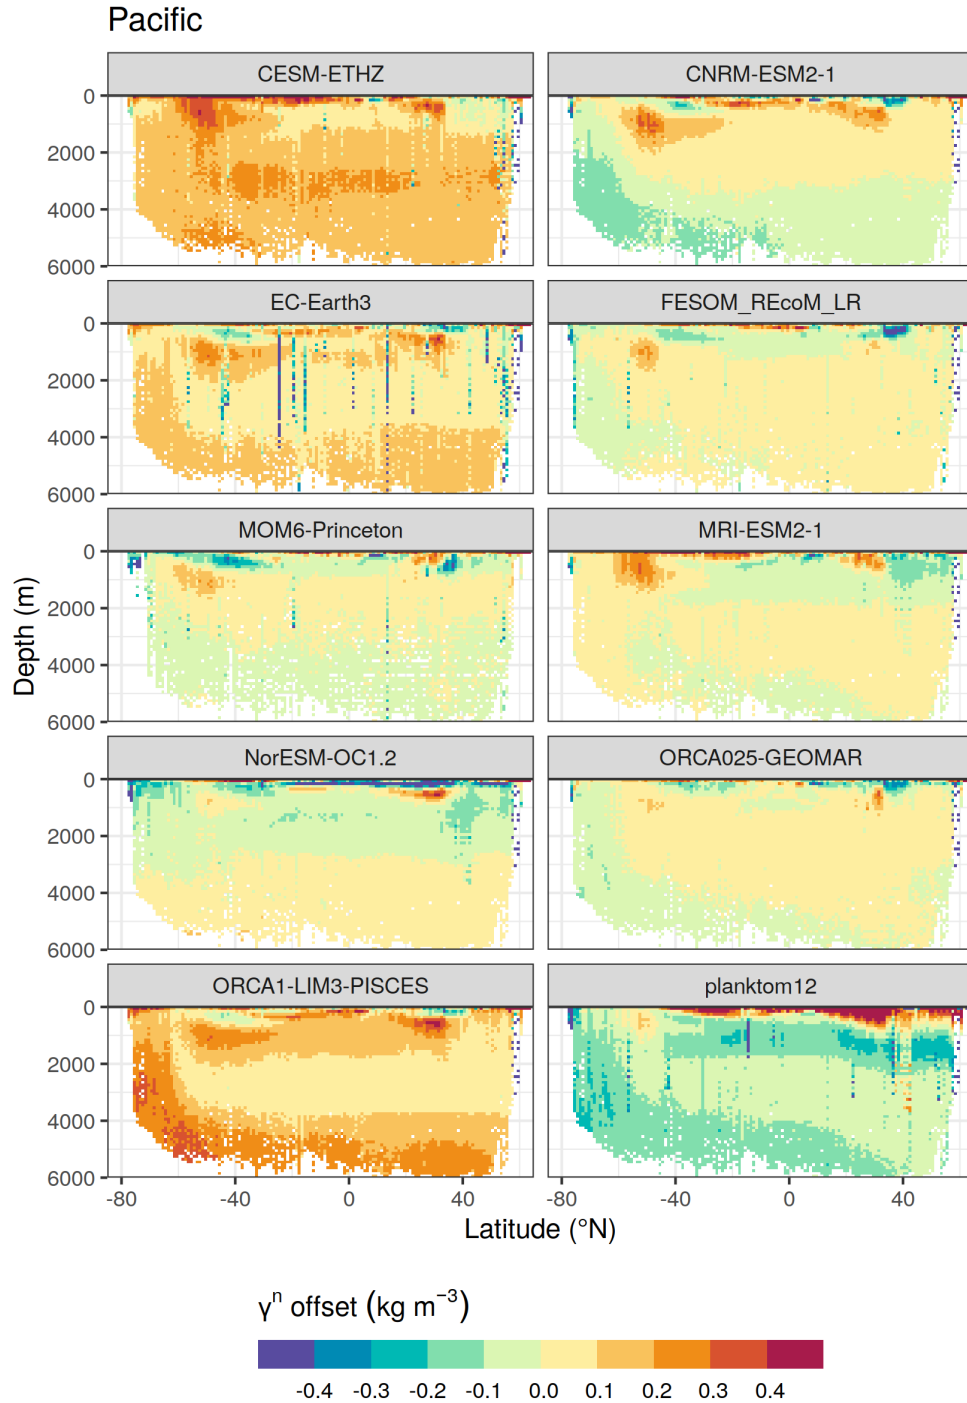 Pacific
CESM-ETHZ
CNRM-ESM2-1
0
2000
4000
6000
EC-Earth3
FESOM_REcoM_LR
0
2000
4000
6000
MOM6-Princeton
MRI-ESM2-1
0
2000
4000
6000
NorESM-OC1.2
ORCA025-GEOMAR
0
2000
4000
6000
ORCA1-LIM3-PISCES
planktom12
0
2000
4000
6000
Depth (m)
-80 -40 0 40 -80 -40 0 40
Latitude (°N)
γⁿ offset (kg m⁻³)
-0.4 -0.3 -0.2 -0.1 0.0 0.1 0.2 0.3 0.4